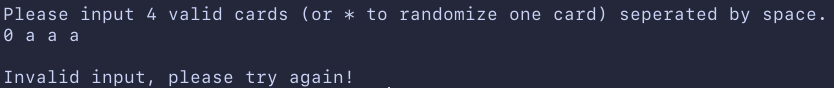 Please input 4 valid cards (or * to randomize one card) seperated by space.
0 a a a
Invalid input, please try again!